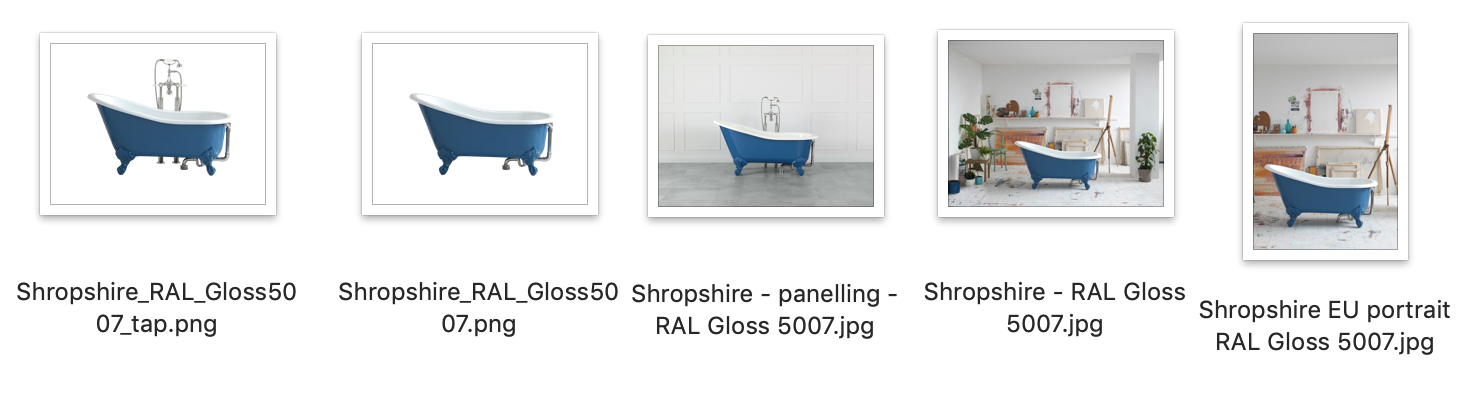 Shropshire_RAL_Gloss50
07_tap.png
Shropshire_RAL_Gloss50
07.png
Shropshire - panelling -
RAL Gloss 5007.jpg
Shropshire - RAL Gloss
5007.jpg
Shropshire EU portrait
RAL Gloss 5007.jpg